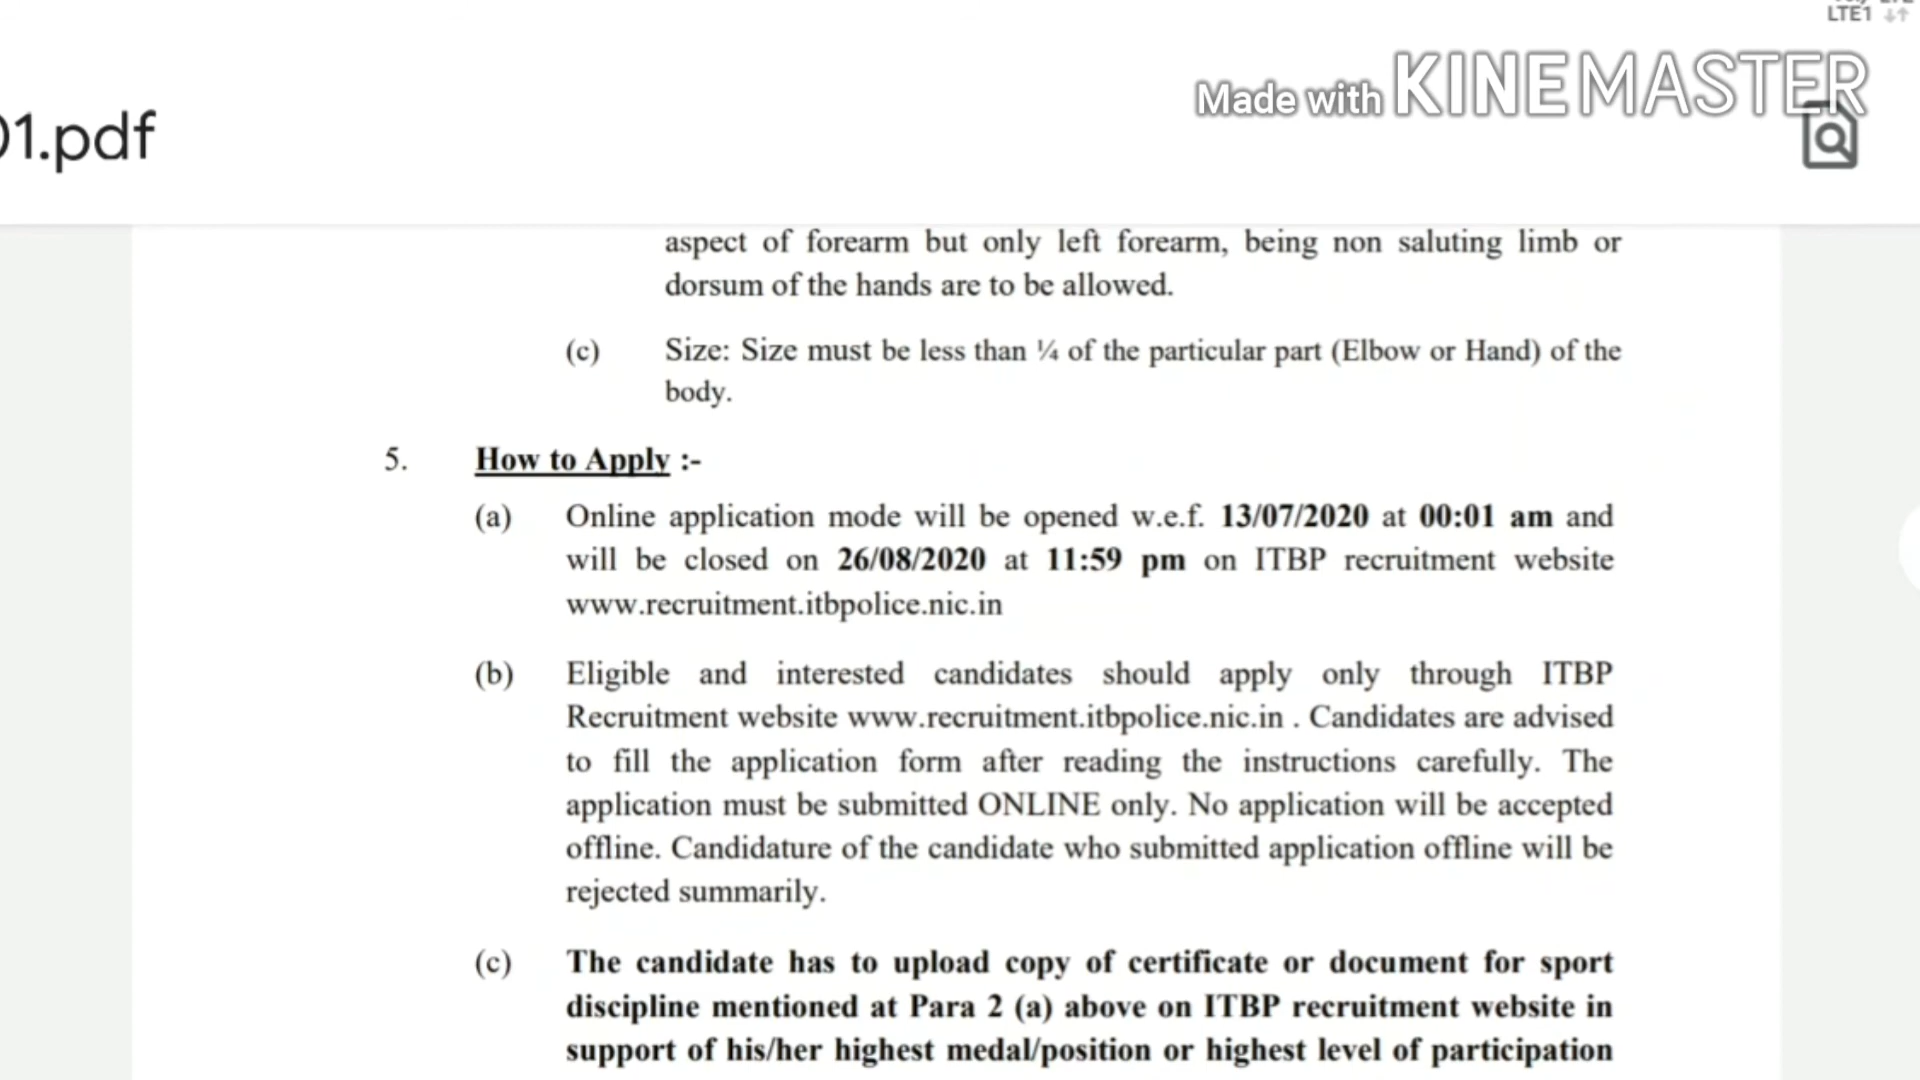 LTE1
Made with KINEMASTER
01.pdf
aspect of forearm but only left forearm, being non saluting limb or
dorsum of the hands are to be allowed.
(c) Size: Size must be less than ¼ of the particular part (Elbow or Hand) of the
body.
5. How to Apply :-
(a) Online application mode will be opened w.e.f. 13/07/2020 at 00:01 am and
will be closed on 26/08/2020 at 11:59 pm on ITBP recruitment website
www.recruitment.itbpolice.nic.in
(b) Eligible and interested candidates should apply only through ITBP
Recruitment website www.recruitment.itbpolice.nic.in . Candidates are advised
to fill the application form after reading the instructions carefully. The
application must be submitted ONLINE only. No application will be accepted
offline. Candidature of the candidate who submitted application offline will be
rejected summarily.
(c) The candidate has to upload copy of certificate or document for sport
discipline mentioned at Para 2 (a) above on ITBP recruitment website in
support of his/her highest medal/position or highest level of participation